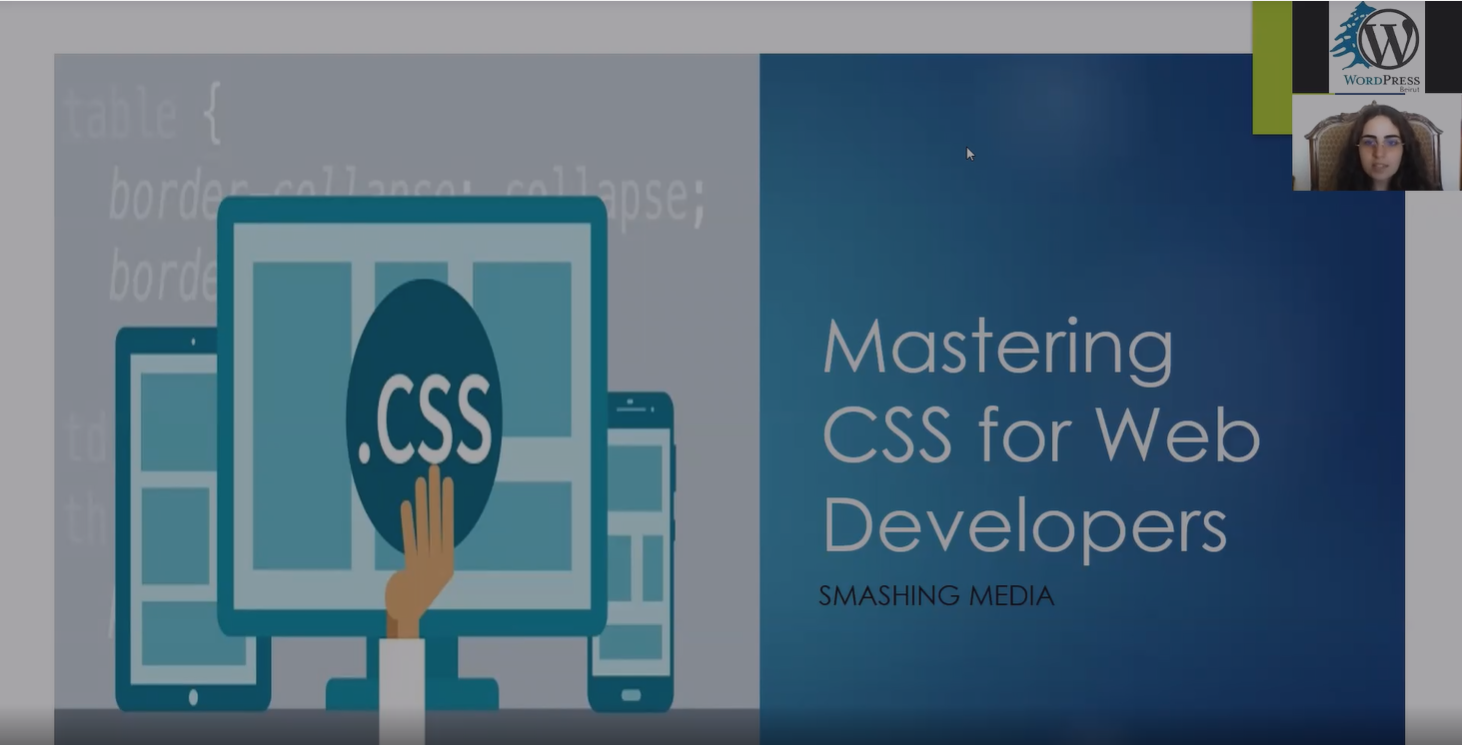 table {
border-collapse: collapse;
borde
td
th
.CSS
Mastering
CSS for Web
Developers
SMASHING MEDIA
W
WORDPRESS
Beirut